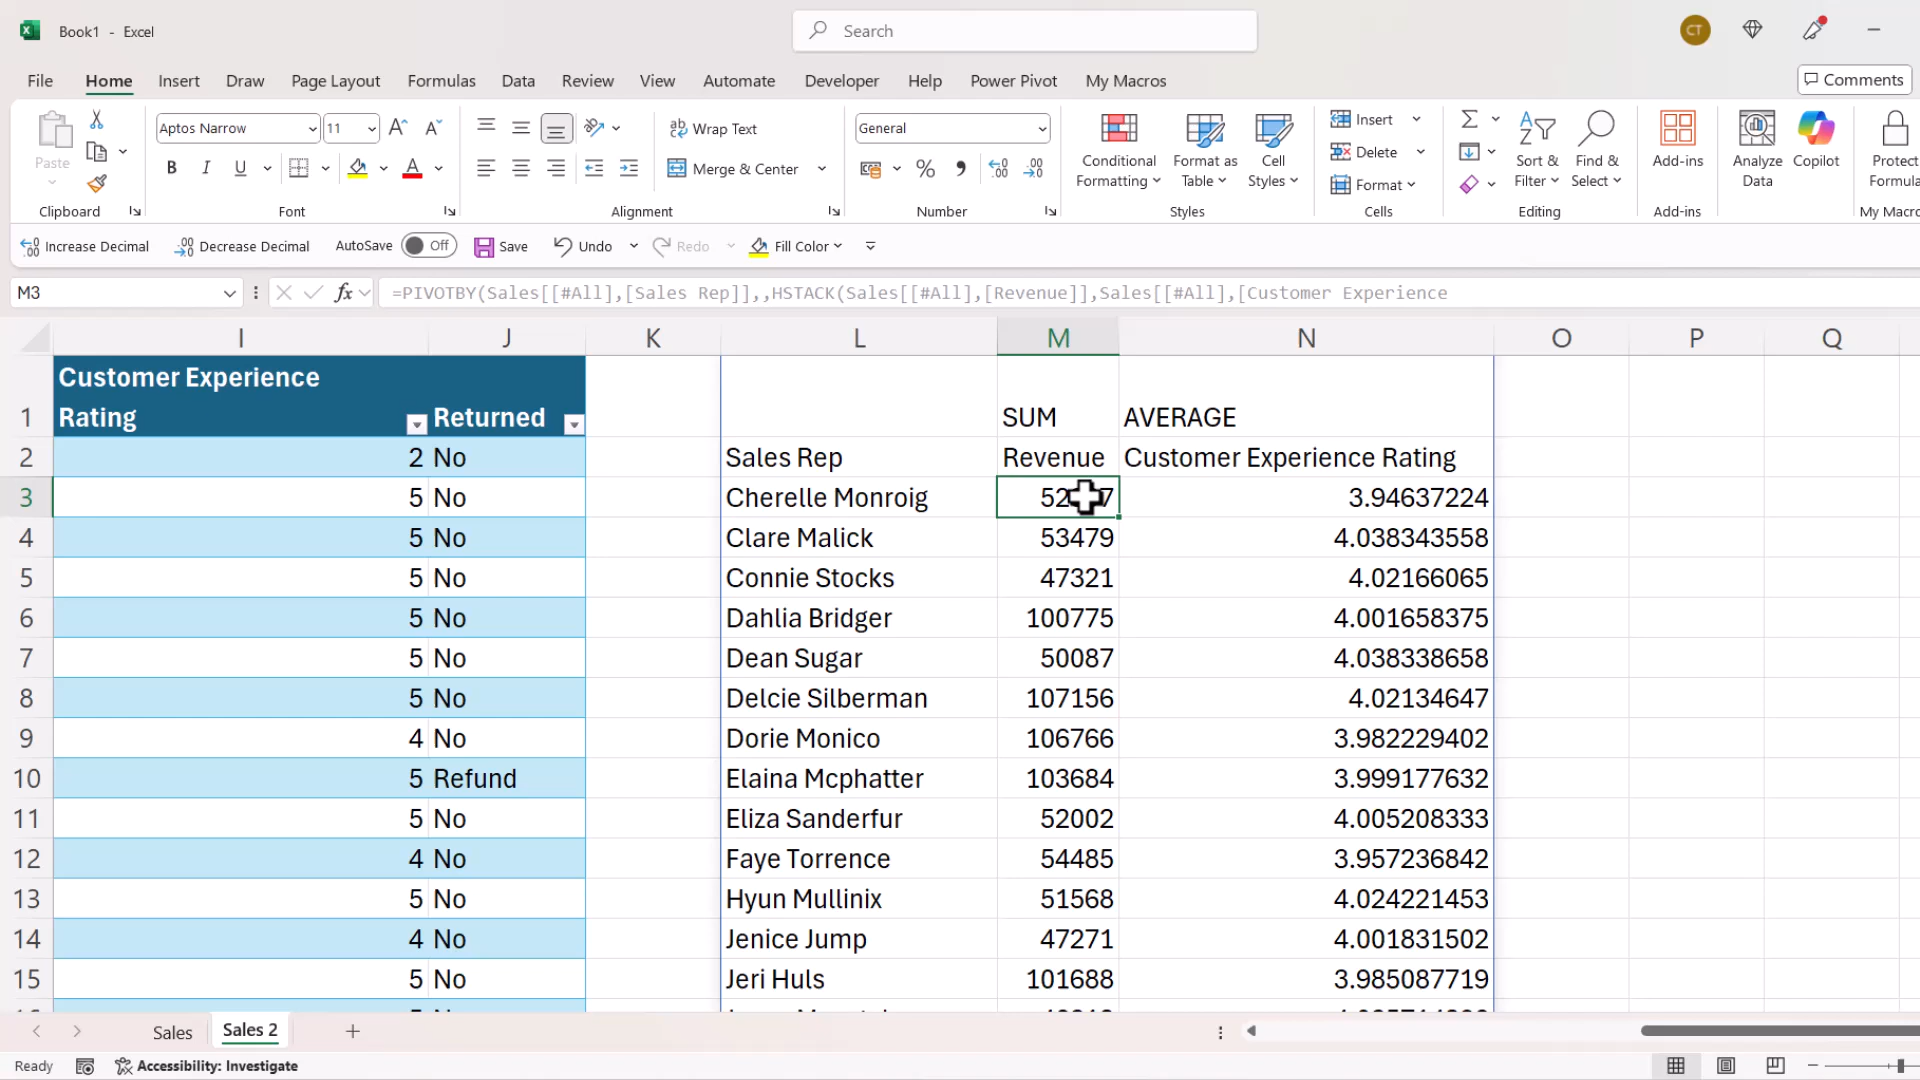 Book1 - Excel
Search
CT
File Home Insert Draw Page Layout Formulas Data Review View Automate Developer Help Power Pivot My Macros
Comments
Paste
Aptos Narrow 11
B I U
Wrap Text
Merge & Center
General
Conditional Formatting
Format as Table
Cell Styles
Insert
Delete
Format
Sort & Filter
Find & Select
Add-ins
Analyze Data
Copilot
Protect
Formula
Clipboard Font Alignment Number Styles Cells Editing Add-ins My Macro
Increase Decimal Decrease Decimal AutoSave Off Save Undo Redo Fill Color
M3 fx =PIVOTBY(Sales[[#All],[Sales Rep]],,HSTACK(Sales[[#All],[Revenue]],Sales[[#All],[Customer Experience
I J K L M N O P Q
Customer Experience
1 Rating Returned SUM AVERAGE
2 2 No Sales Rep Revenue Customer Experience Rating
3 5 No Cherelle Monroig 3.94637224
4 5 No Clare Malick 53479 4.038343558
5 5 No Connie Stocks 47321 4.02166065
6 5 No Dahlia Bridger 100775 4.001658375
7 5 No Dean Sugar 50087 4.038338658
8 5 No Delcie Silberman 107156 4.02134647
9 4 No Dorie Monico 106766 3.982229402
10 5 Refund Elaina Mcphatter 103684 3.999177632
11 5 No Eliza Sanderfur 52002 4.005208333
12 4 No Faye Torrence 54485 3.957236842
13 5 No Hyun Mullinix 51568 4.024221453
14 4 No Jenice Jump 47271 4.001831502
15 5 No Jeri Huls 101688 3.985087719
Sales Sales 2
Ready Accessibility: Investigate